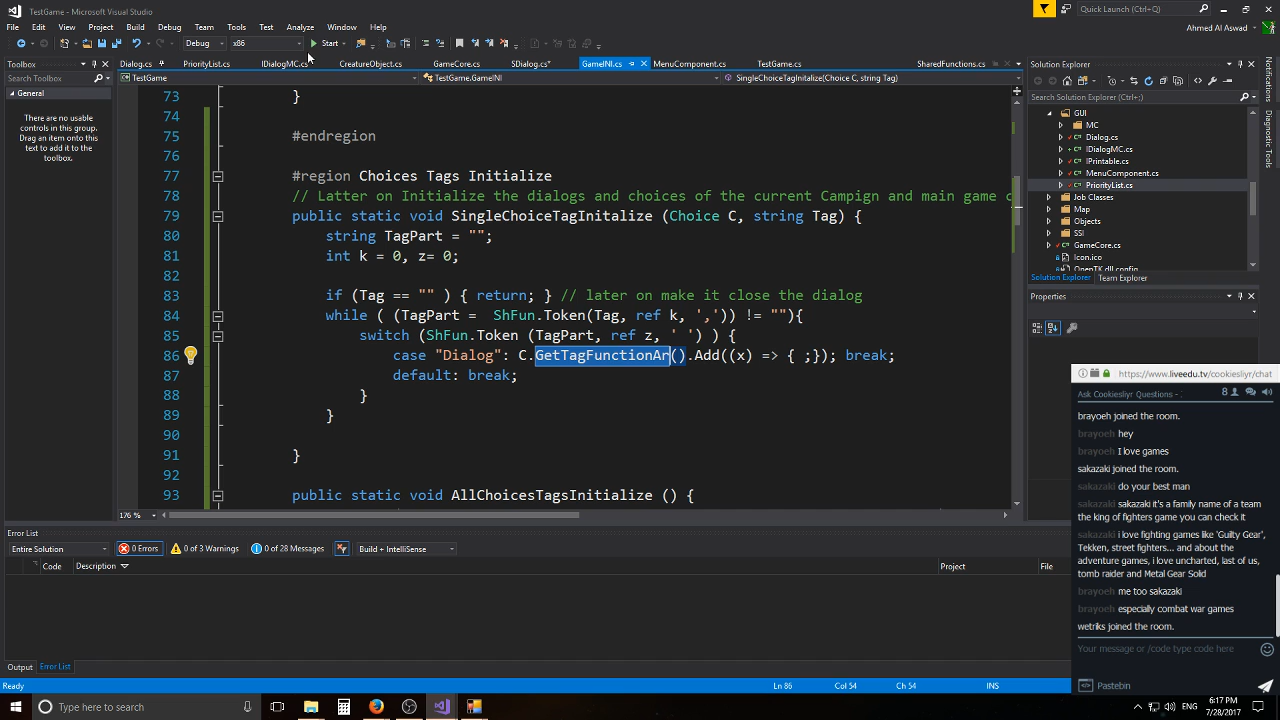 TestGame - Microsoft Visual Studio
Quick Launch (Ctrl+Q)
File Edit View Project Build Debug Team Tools Test Analyze Window Help
Ahmed Al Aswad
Debug x86 Start
Toolbox
Search Toolbox
General
There are no usable
controls in this group.
Drag an item onto this
text to add it to the
toolbox.
Dialog.cs PriorityList.cs IDialogMC.cs CreatureObject.cs GameCore.cs SDialog.cs* GameINI.cs MenuComponent.cs TestGame.cs SharedFunctions.cs
TestGame TestGame.GameINI SingleChoiceTagInitalize(Choice C, string Tag)
73 }
74
75 #endregion
76
77 #region Choices Tags Initialize
78 // Latter on Initialize the dialogs and choices of the current Campign and main game c
79 public static void SingleChoiceTagInitalize (Choice C, string Tag) {
80 string TagPart = "";
81 int k = 0, z= 0;
82
83 if (Tag == "" ) { return; } // later on make it close the dialog
84 while ( (TagPart = ShFun.Token(Tag, ref k, ',')) != ""){
85 switch (ShFun.Token (TagPart, ref z, ' ') ) {
86 case "Dialog": C.GetTagFunctionAr().Add((x) => { ;}); break;
87 default: break;
88 }
89 }
90
91 }
92
93 public static void AllChoicesTagsInitialize () {
176 %
Solution Explorer
Search Solution Explorer (Ctrl+;)
GUI
MC
Dialog.cs
IDialogMC.cs
IPrintable.cs
MenuComponent.cs
PriorityList.cs
Job Classes
Map
Objects
SSI
GameCore.cs
Icon.ico
OpenTK.dll.config
Solution Explorer Team Explorer
Properties
Notifications
Diagnostic Tools
https://www.liveedu.tv/cookiesliyr/chat
Ask Cookiesliyr Questions - 8
brayoeh joined the room.
brayoeh hey
brayoeh I love games
sakazaki joined the room.
sakazaki do your best man
sakazaki sakazaki it's a family name of a team
the king of fighters game you can check it
sakazaki i love fighting games like 'Guilty Gear',
Tekken, street fighters... and about the
adventure games, i love uncharted, last of us,
tomb raider and Metal Gear Solid
brayoeh me too sakazaki
brayoeh especially combat war games
wetriks joined the room.
Your message or /code type code here
Pastebin
Error List
Entire Solution 0 Errors 0 of 3 Warnings 0 of 28 Messages Build + IntelliSense
Code Description Project File
Output Error List
Ready Ln 86 Col 54 Ch 54 INS
Type here to search
ENG 6:17 PM
7/28/2017